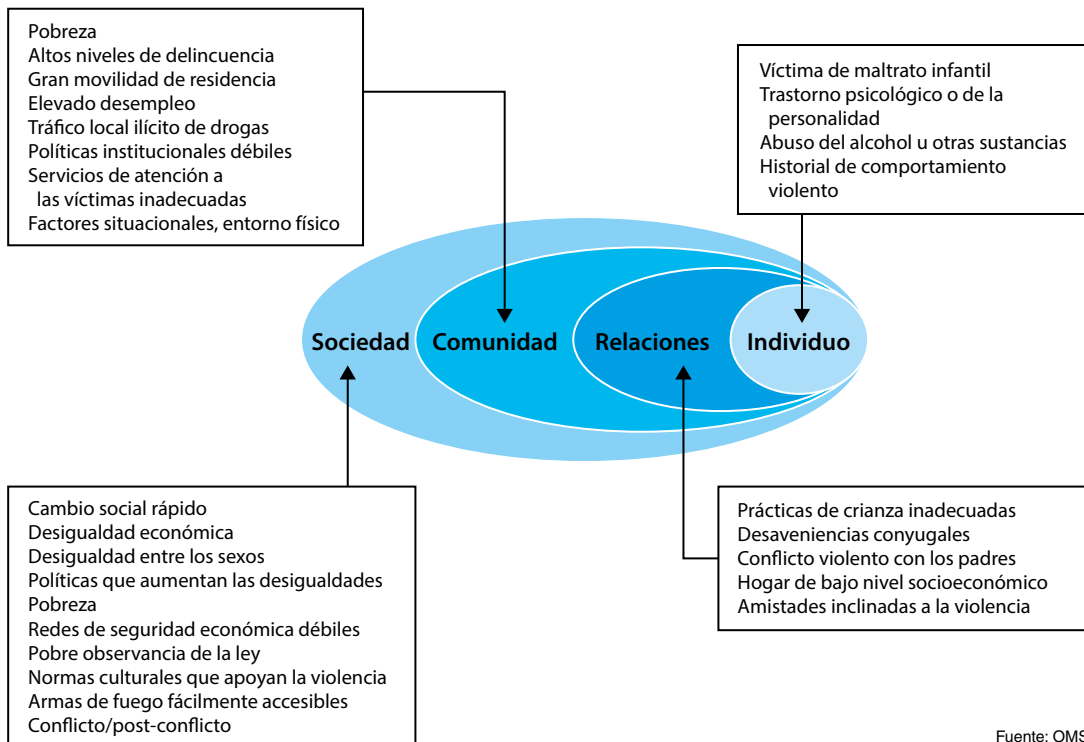 Pobreza
Altos niveles de delincuencia
Gran movilidad de residencia
Elevado desempleo
Tráfico local ilícito de drogas
Políticas institucionales débiles
Servicios de atención a
las víctimas inadecuadas
Factores situacionales, entorno físico
Víctima de maltrato infantil
Trastorno psicológico o de la
personalidad
Abuso del alcohol u otras sustancias
Historial de comportamiento
violento
Sociedad
Comunidad
Relaciones
Individuo
Cambio social rápido
Desigualdad económica
Desigualdad entre los sexos
Políticas que aumentan las desigualdades
Pobreza
Redes de seguridad económica débiles
Pobre observancia de la ley
Normas culturales que apoyan la violencia
Armas de fuego fácilmente accesibles
Conflicto/post-conflicto
Prácticas de crianza inadecuadas
Desaveniencias conyugales
Conflicto violento con los padres
Hogar de bajo nivel socioeconómico
Amistades inclinadas a la violencia
Fuente: OMS